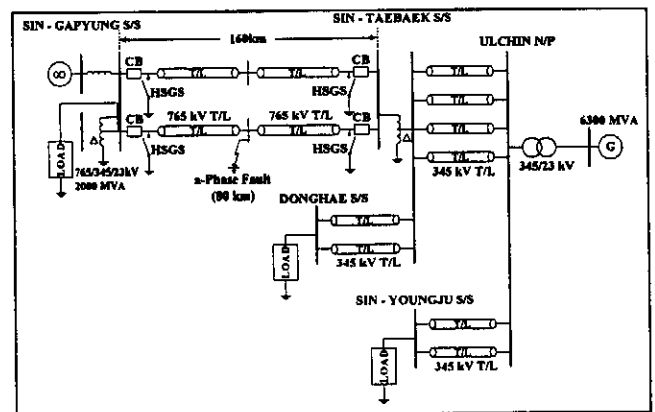 SIN - GAPYUNG S/S
SIN - TAEBAEK S/S
160km
ULCHIN N/P
CB
T/L
T/L
CB
T/L
∞
HSGS
HSGS
T/L
6300 MVA
765 kV T/L
765 kV T/L
CB
T/L
T/L
CB
T/L
G
LOAD
Δ
HSGS
HSGS
Δ
T/L
345/23 kV
765/345/23kV
2000 MVA
a-Phase Fault
(80 km)
345 kV T/L
DONGHAE S/S
T/L
LOAD
T/L
345 kV T/L
SIN - YOUNGJU S/S
T/L
LOAD
T/L
345 kV T/L